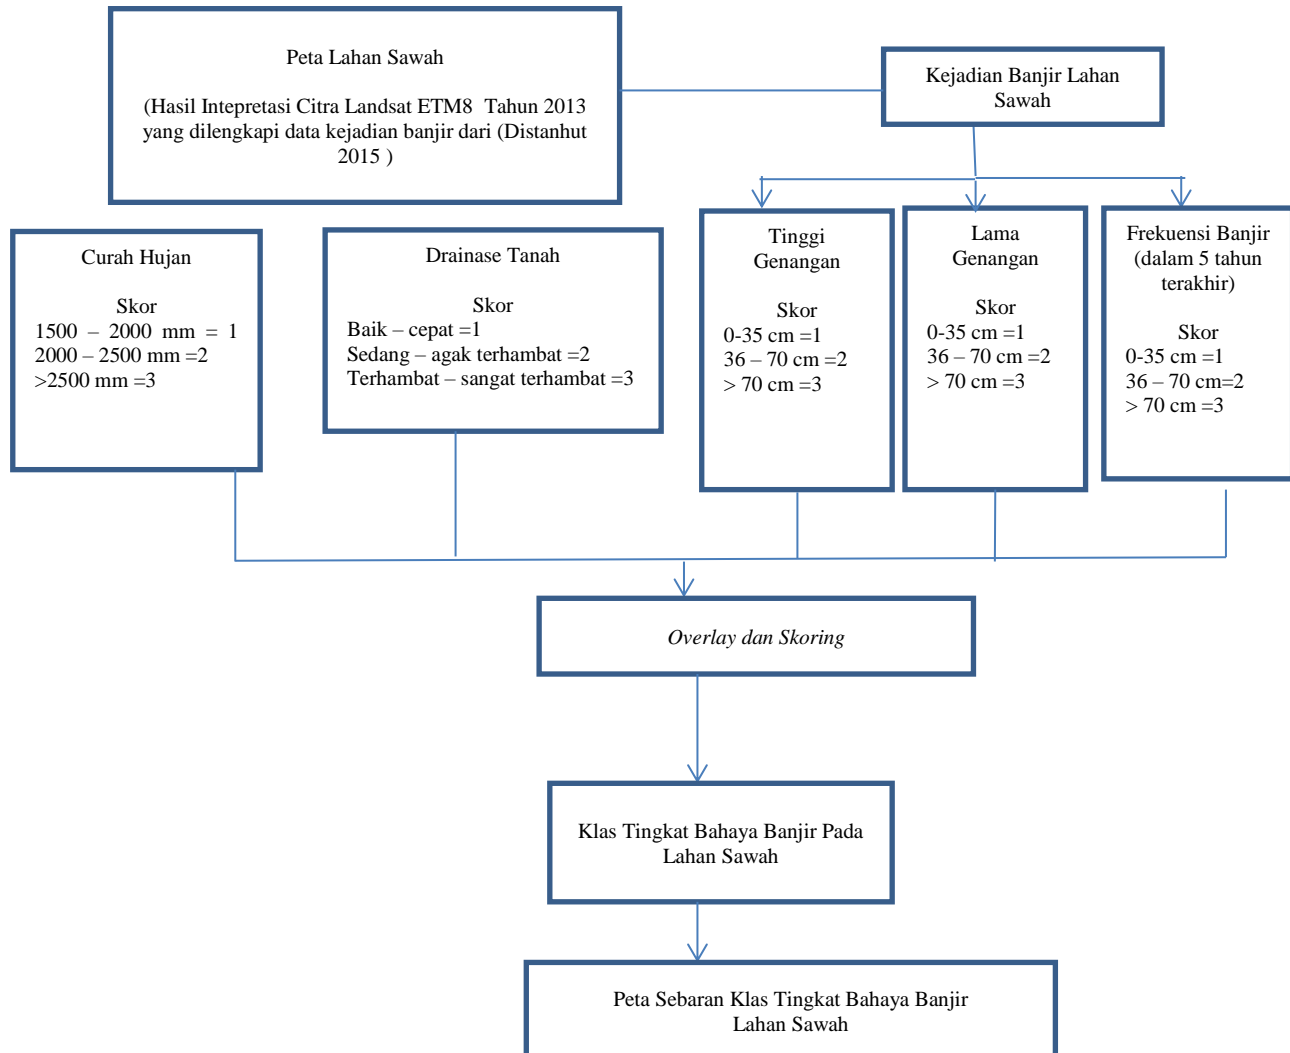 Peta Lahan Sawah
(Hasil Intepretasi Citra Landsat ETM8 Tahun 2013
yang dilengkapi data kejadian banjir dari (Distanhut
2015 )
Kejadian Banjir Lahan
Sawah
Curah Hujan
Skor
1500 – 2000 mm = 1
2000 – 2500 mm =2
>2500 mm =3
Drainase Tanah
Skor
Baik – cepat =1
Sedang – agak terhambat =2
Terhambat – sangat terhambat =3
Tinggi
Genangan
Skor
0-35 cm =1
36 – 70 cm =2
> 70 cm =3
Lama
Genangan
Skor
0-35 cm =1
36 – 70 cm =2
> 70 cm =3
Frekuensi Banjir
(dalam 5 tahun
terakhir)
Skor
0-35 cm =1
36 – 70 cm=2
> 70 cm =3
Overlay dan Skoring
Klas Tingkat Bahaya Banjir Pada
Lahan Sawah
Peta Sebaran Klas Tingkat Bahaya Banjir
Lahan Sawah